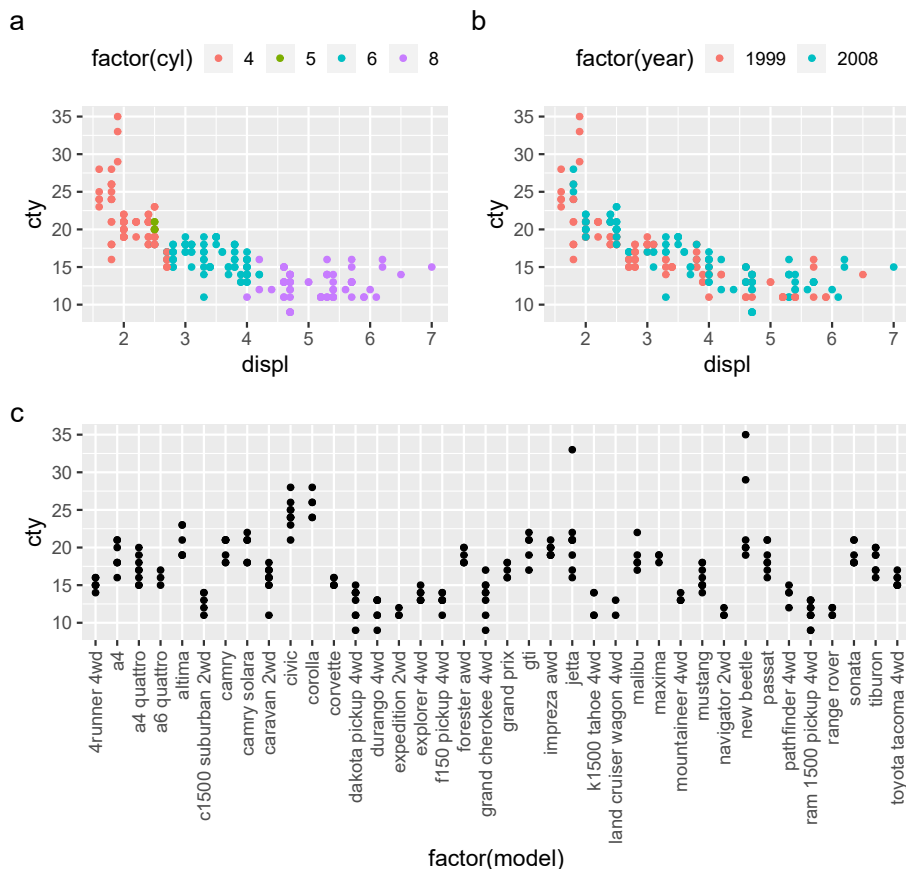 a
factor(cyl) 4 5 6 8
35
30
25
20
15
10
cty
2 3 4 5 6 7
displ
b
factor(year) 1999 2008
35
30
25
20
15
10
cty
2 3 4 5 6 7
displ
c
35
30
25
20
15
10
cty
4runner 4wd
a4
a4 quattro
a6 quattro
altima
c1500 suburban 2wd
camry
camry solara
caravan 2wd
civic
corolla
corvette
dakota pickup 4wd
durango 4wd
expedition 2wd
explorer 4wd
f150 pickup 4wd
forester awd
grand cherokee 4wd
grand prix
gti
impreza awd
jetta
k1500 tahoe 4wd
land cruiser wagon 4wd
malibu
maxima
mountaineer 4wd
mustang
navigator 2wd
new beetle
passat
pathfinder 4wd
ram 1500 pickup 4wd
range rover
sonata
tiburon
toyota tacoma 4wd
factor(model)